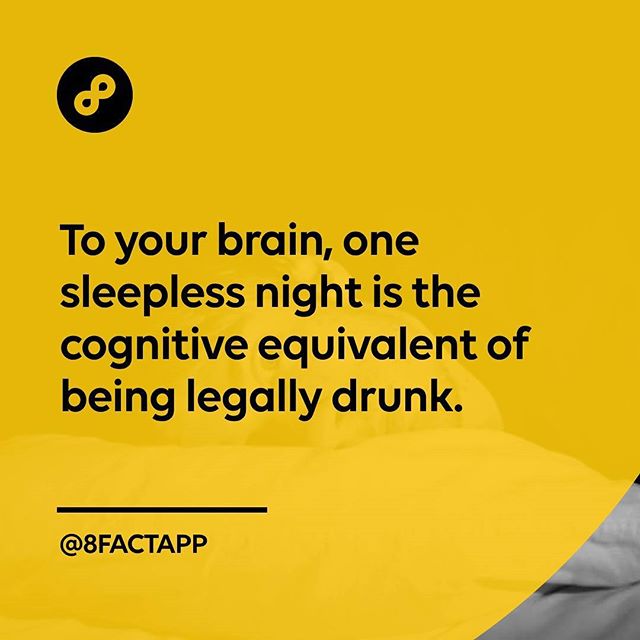 To your brain, one
sleepless night is the
cognitive equivalent of
being legally drunk.
@8FACTAPP